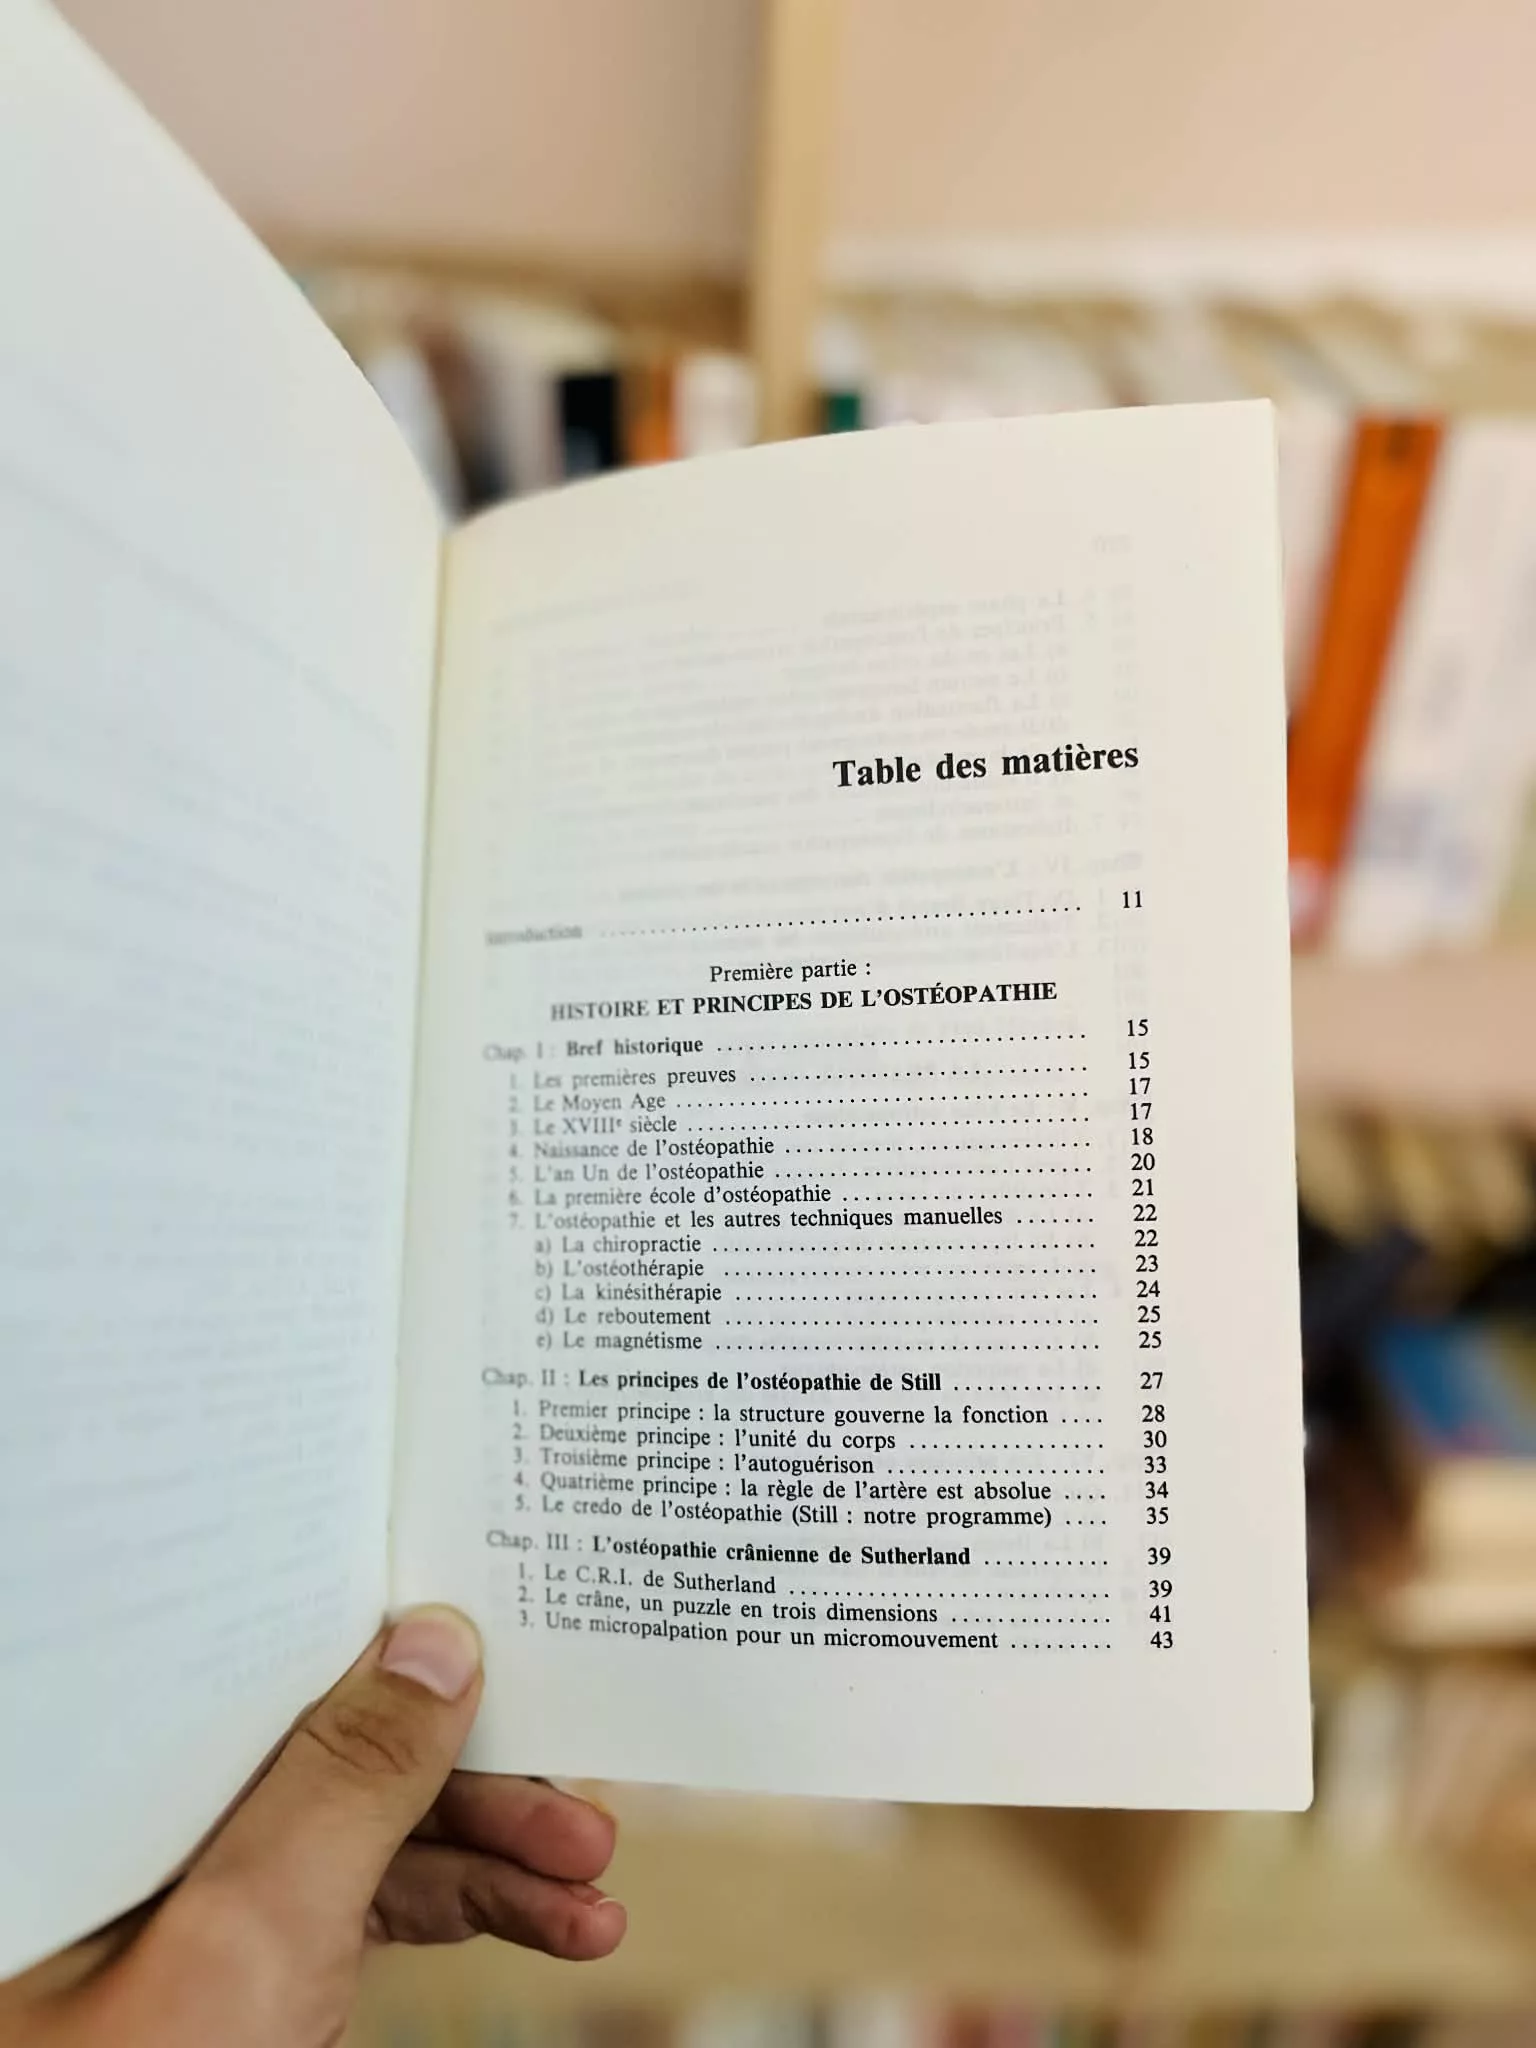 Table des matières
Introduction ................................................ 11
Première partie :
HISTOIRE ET PRINCIPES DE L'OSTÉOPATHIE
Chap. I : Bref historique ................................... 15
1. Les premières preuves ................................ 15
2. Le Moyen Age ....................................... 17
3. Le XVIIIe siècle ...................................... 17
4. Naissance de l'ostéopathie ............................. 18
5. L'an Un de l'ostéopathie .............................. 20
6. La première école d'ostéopathie ........................ 21
7. L'ostéopathie et les autres techniques manuelles ....... 22
a) La chiropractie .................................... 22
b) L'ostéothérapie ................................... 23
c) La kinésithérapie .................................. 24
d) Le reboutement ................................... 25
e) Le magnétisme .................................... 25
Chap. II : Les principes de l'ostéopathie de Still ............. 27
1. Premier principe : la structure gouverne la fonction .... 28
2. Deuxième principe : l'unité du corps .................. 30
3. Troisième principe : l'autoguérison .................... 33
4. Quatrième principe : la règle de l'artère est absolue .... 34
5. Le credo de l'ostéopathie (Still : notre programme) .... 35
Chap. III : L'ostéopathie crânienne de Sutherland ........... 39
1. Le C.R.I. de Sutherland .............................. 39
2. Le crâne, un puzzle en trois dimensions ............... 41
3. Une micropalpation pour un micromouvement ......... 43